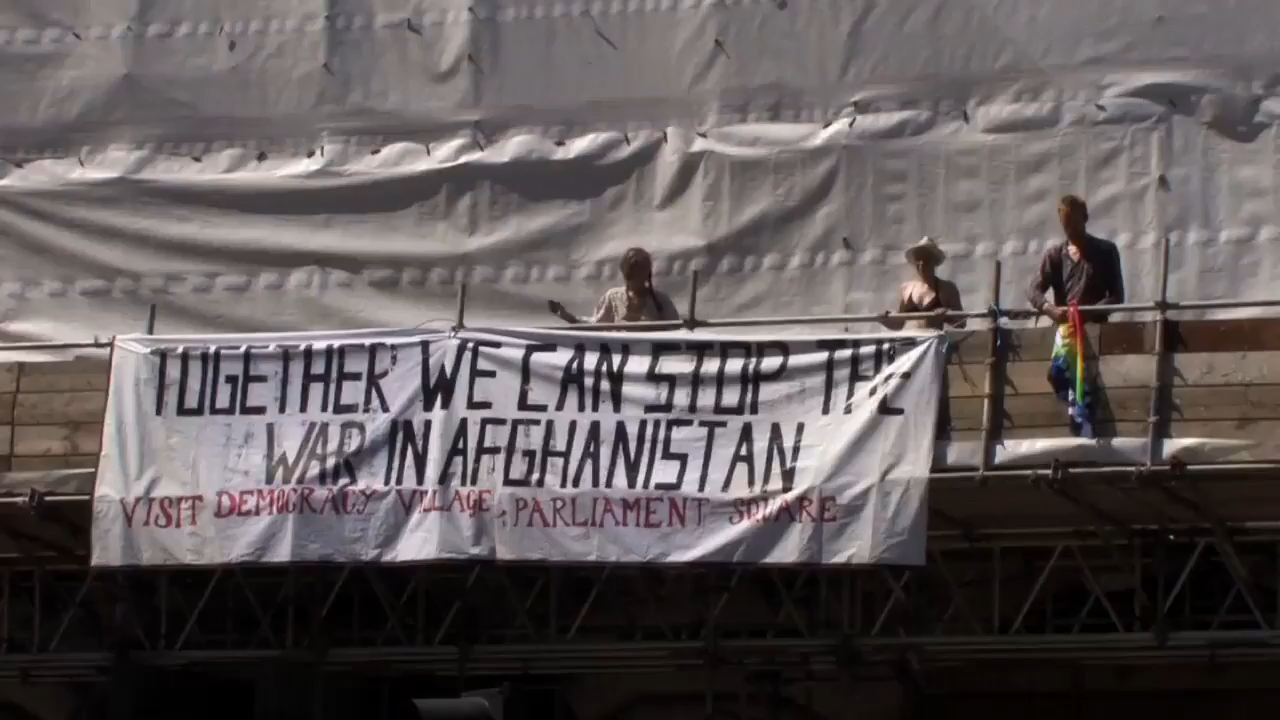 TOGETHER WE CAN STOP THE
WAR IN AFGHANISTAN
VISIT DEMOCRACY VILLAGE, PARLIAMENT SQUARE